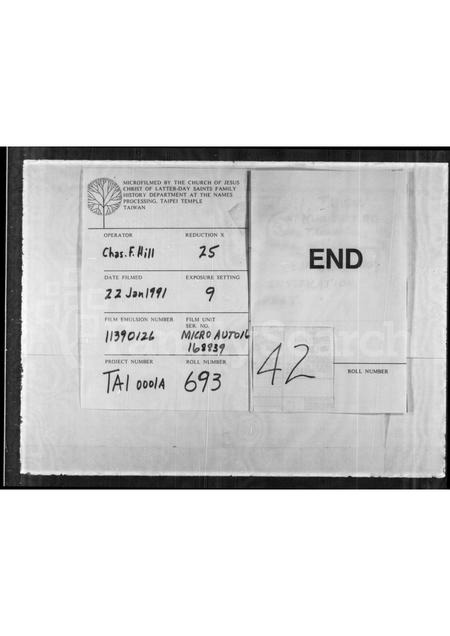 MICROFILMED BY THE CHURCH OF JESUS
CHRIST OF LATTER-DAY SAINTS FAMILY
HISTORY DEPARTMENT AT THE NAMES
PROCESSING, TAIPEI TEMPLE
TAIWAN
OPERATOR REDUCTION X
Chas. F. Hill 25
DATE FILMED EXPOSURE SETTING
22 Jan 1991 9
FILM EMULSION NUMBER FILM UNIT
SER. NO.
11390126 MICRO AUTO16
168839
PROJECT NUMBER ROLL NUMBER
TAI 0001A 693
END
42
ROLL NUMBER